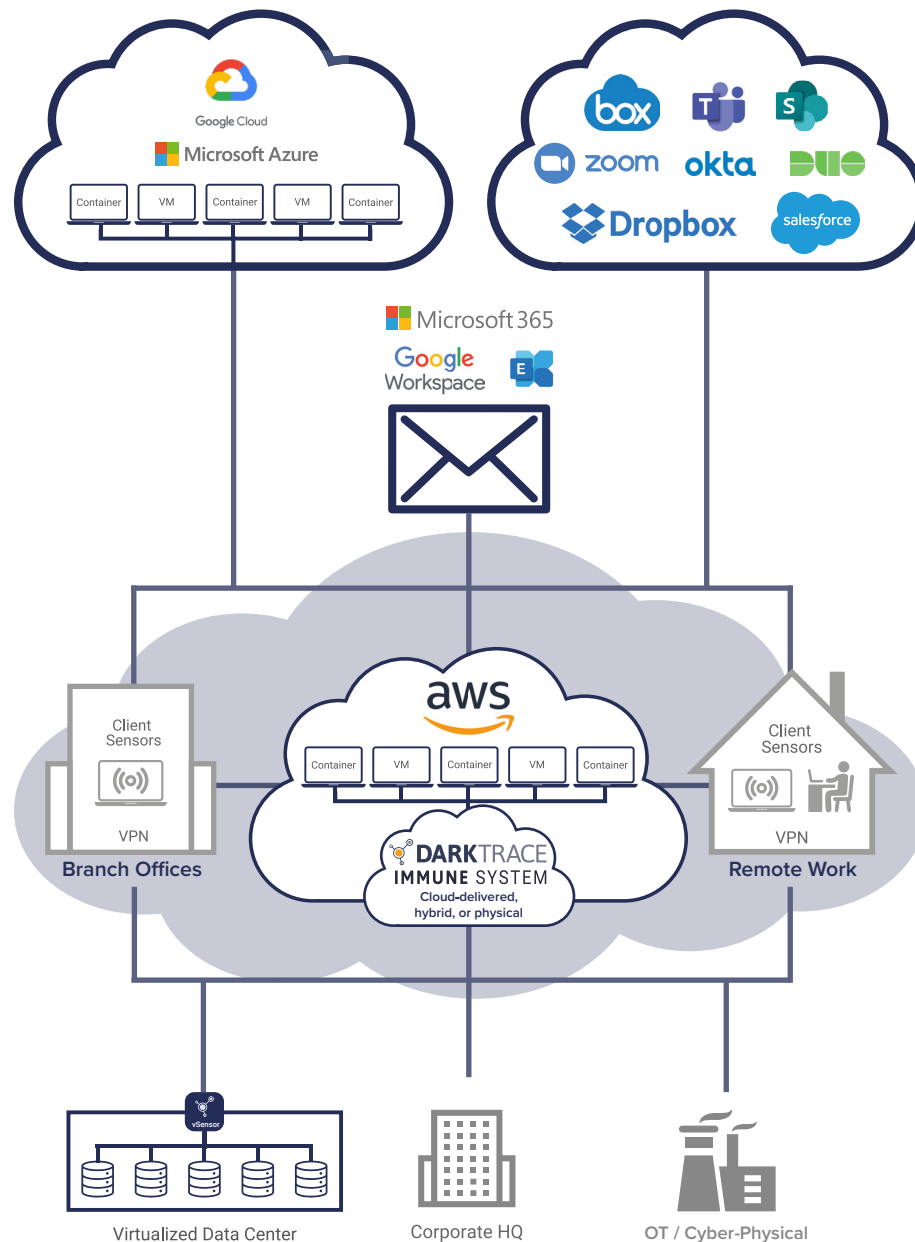 Google Cloud
Microsoft Azure
Container
VM
Container
VM
Container
box
T
S
zoom
okta
DUO
Dropbox
salesforce
Microsoft 365
Google
Workspace
E
aws
Container
VM
Container
VM
Container
Client
Sensors
VPN
Branch Offices
Client
Sensors
VPN
Remote Work
DARKTRACE
IMMUNE SYSTEM
Cloud-delivered,
hybrid, or physical
vSensor
Virtualized Data Center
Corporate HQ
OT / Cyber-Physical